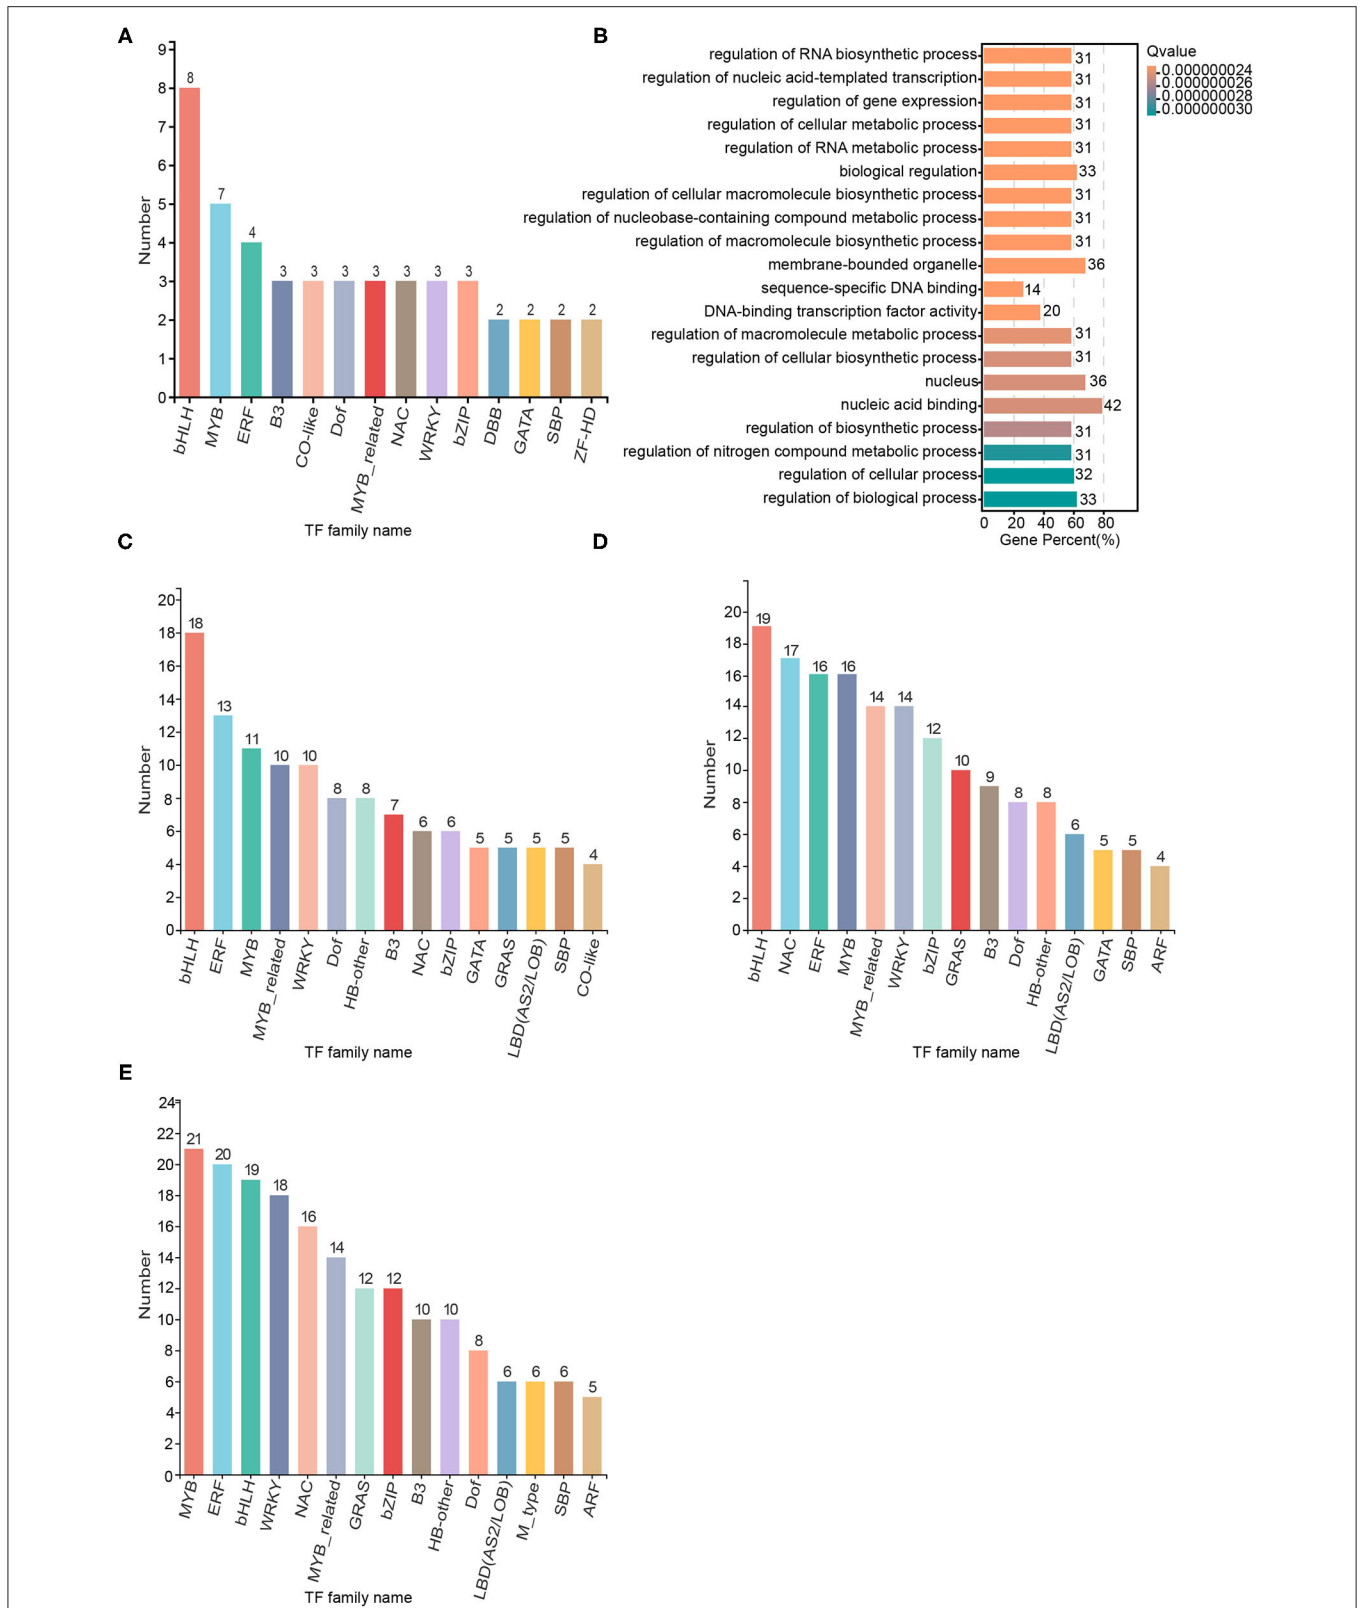 A
9
8
7
6
5
4
3
2
1
0
Number
8
7
4
3
3
3
3
3
3
3
2
2
2
2
bHLH
MYB
ERF
B3
CO-like
Dof
MYB_related
NAC
WRKY
bZIP
DBB
GATA
SBP
ZF-HD
TF family name
B
regulation of RNA biosynthetic process 31
regulation of nucleic acid-templated transcription 31
regulation of gene expression 31
regulation of cellular metabolic process 31
regulation of RNA metabolic process 31
biological regulation 33
regulation of cellular macromolecule biosynthetic process 31
regulation of nucleobase-containing compound metabolic process 31
regulation of macromolecule biosynthetic process 31
membrane-bounded organelle 36
sequence-specific DNA binding 14
DNA-binding transcription factor activity 20
regulation of macromolecule metabolic process 31
regulation of cellular biosynthetic process 31
nucleus 36
nucleic acid binding 42
regulation of biosynthetic process 31
regulation of nitrogen compound metabolic process 31
regulation of cellular process 32
regulation of biological process 33
0 20 40 60 80
Gene Percent(%)
Qvalue
0.000000024
0.000000026
0.000000028
0.000000030
C
20
18
16
14
12
10
8
6
4
2
0
Number
18
13
11
10
10
8
8
7
6
6
5
5
5
5
4
bHLH
ERF
MYB
MYB_related
WRKY
Dof
HB-other
B3
NAC
bZIP
GATA
GRAS
LBD(AS2/LOB)
SBP
CO-like
TF family name
D
20
18
16
14
12
10
8
6
4
2
0
Number
19
17
16
16
14
14
12
10
9
8
8
6
5
5
4
bHLH
NAC
ERF
MYB
MYB_related
WRKY
bZIP
GRAS
B3
Dof
HB-other
LBD(AS2/LOB)
GATA
SBP
ARF
TF family name
E
24
22
20
18
16
14
12
10
8
6
4
2
0
Number
21
20
19
18
16
14
12
12
10
10
8
6
6
6
5
MYB
ERF
bHLH
WRKY
NAC
MYB_related
GRAS
bZIP
B3
HB-other
Dof
LBD(AS2/LOB)
M_type
SBP
ARF
TF family name